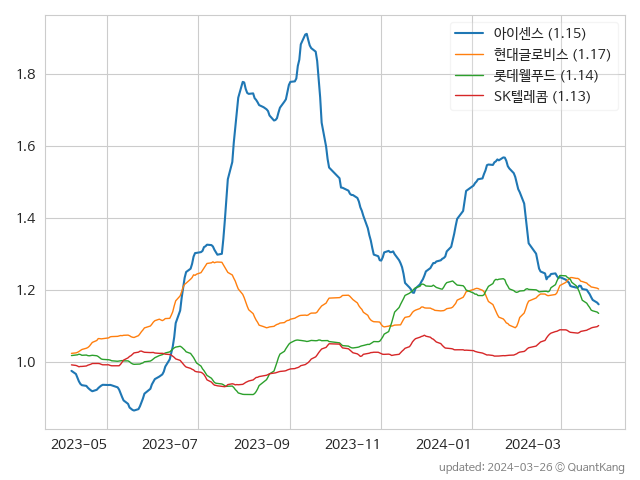 아이센스 (1.15)
현대글로비스 (1.17)
롯데웰푸드 (1.14)
SK텔레콤 (1.13)
1.8
1.6
1.4
1.2
1.0
2023-05 2023-07 2023-09 2023-11 2024-01 2024-03
updated: 2024-03-26 © QuantKang